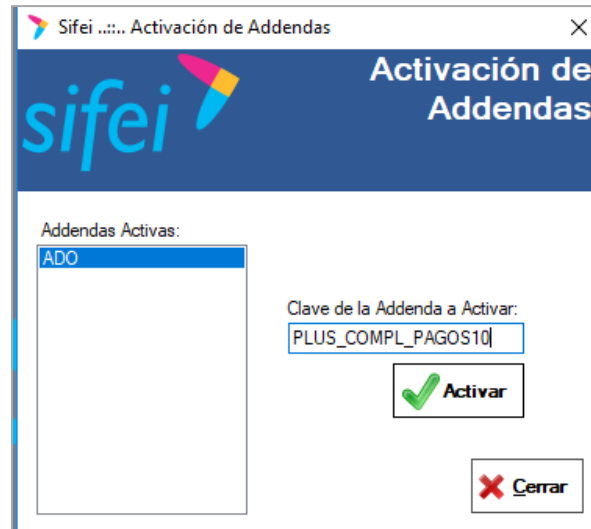 Sifei ..::.. Activación de Addendas
sifei
Activación de
Addendas
Addendas Activas:
ADO
Clave de la Addenda a Activar:
PLUS_COMPL_PAGOS10
Activar
Cerrar